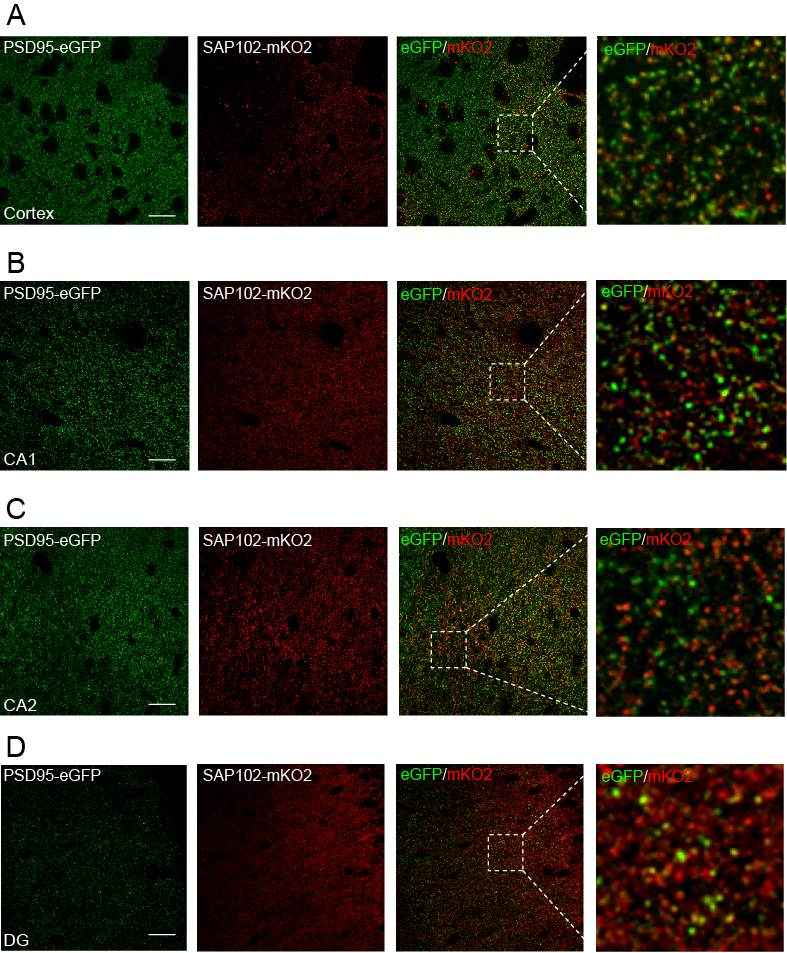 A
PSD95-eGFP SAP102-mKO2 eGFP/mKO2 eGFP/mKO2
Cortex
B
PSD95-eGFP SAP102-mKO2 eGFP/mKO2 eGFP/mKO2
CA1
C
PSD95-eGFP SAP102-mKO2 eGFP/mKO2 eGFP/mKO2
CA2
D
PSD95-eGFP SAP102-mKO2 eGFP/mKO2 eGFP/mKO2
DG